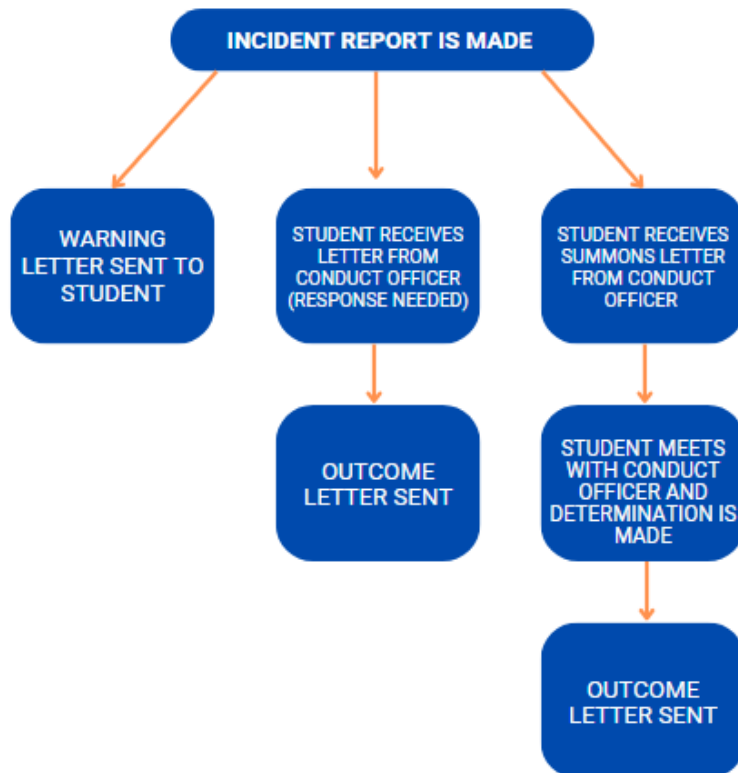 INCIDENT REPORT IS MADE
WARNING
LETTER SENT TO
STUDENT
STUDENT RECEIVES
LETTER FROM
CONDUCT OFFICER
(RESPONSE NEEDED)
STUDENT RECEIVES
SUMMONS LETTER
FROM CONDUCT
OFFICER
OUTCOME
LETTER SENT
STUDENT MEETS
WITH CONDUCT
OFFICER AND
DETERMINATION IS
MADE
OUTCOME
LETTER SENT